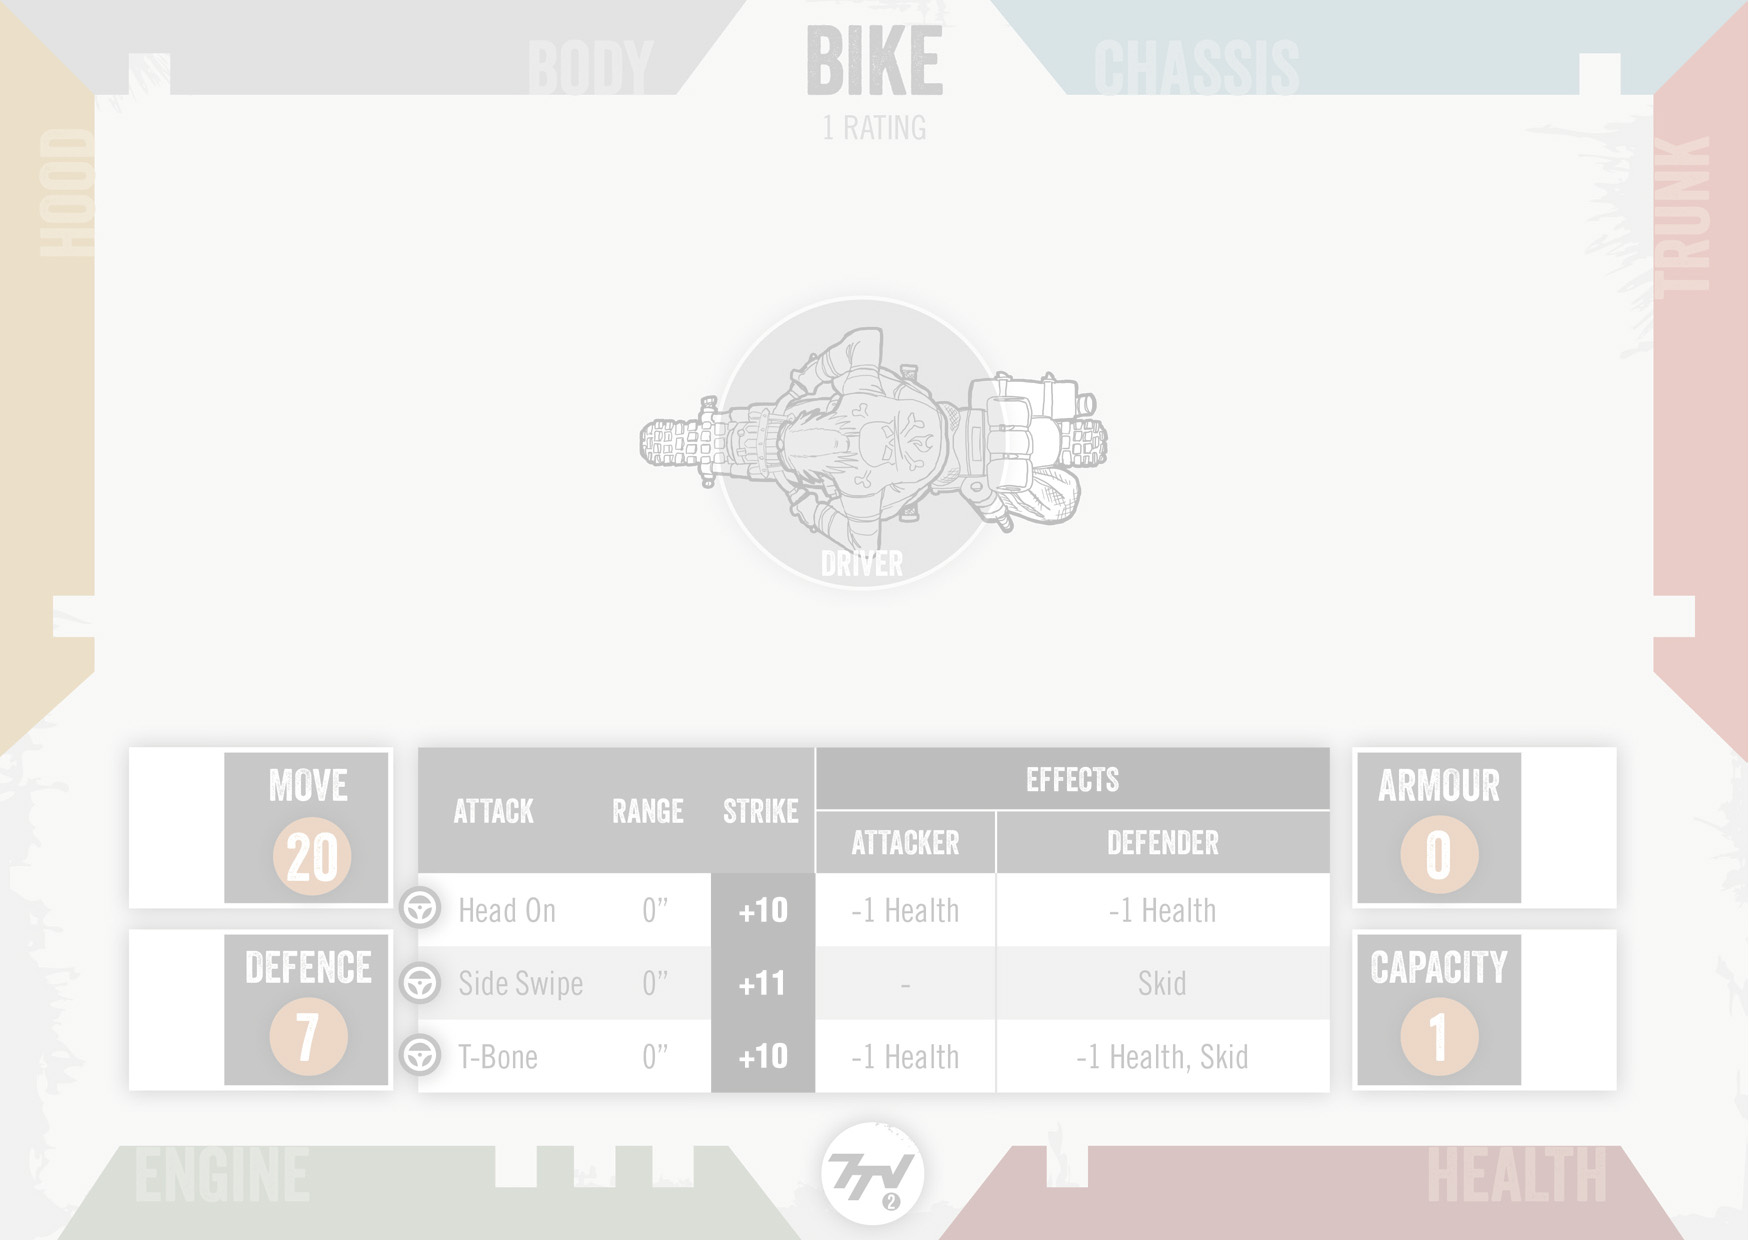 BODY
BIKE
CHASSIS
1 RATING
HOOD
TRUNK
DRIVER
MOVE
20
DEFENCE
7
ATTACK RANGE STRIKE EFFECTS
ATTACKER DEFENDER
Head On 0” +10 -1 Health -1 Health
Side Swipe 0” +11 - Skid
T-Bone 0” +10 -1 Health -1 Health, Skid
ARMOUR
0
CAPACITY
1
ENGINE
7TV
2
HEALTH